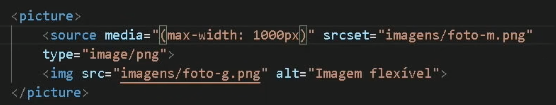 <picture>
<source media="(max-width: 1000px)" srcset="imagens/foto-m.png"
type="image/png">
<img src="imagens/foto-g.png" alt="Imagem flexível">
</picture>